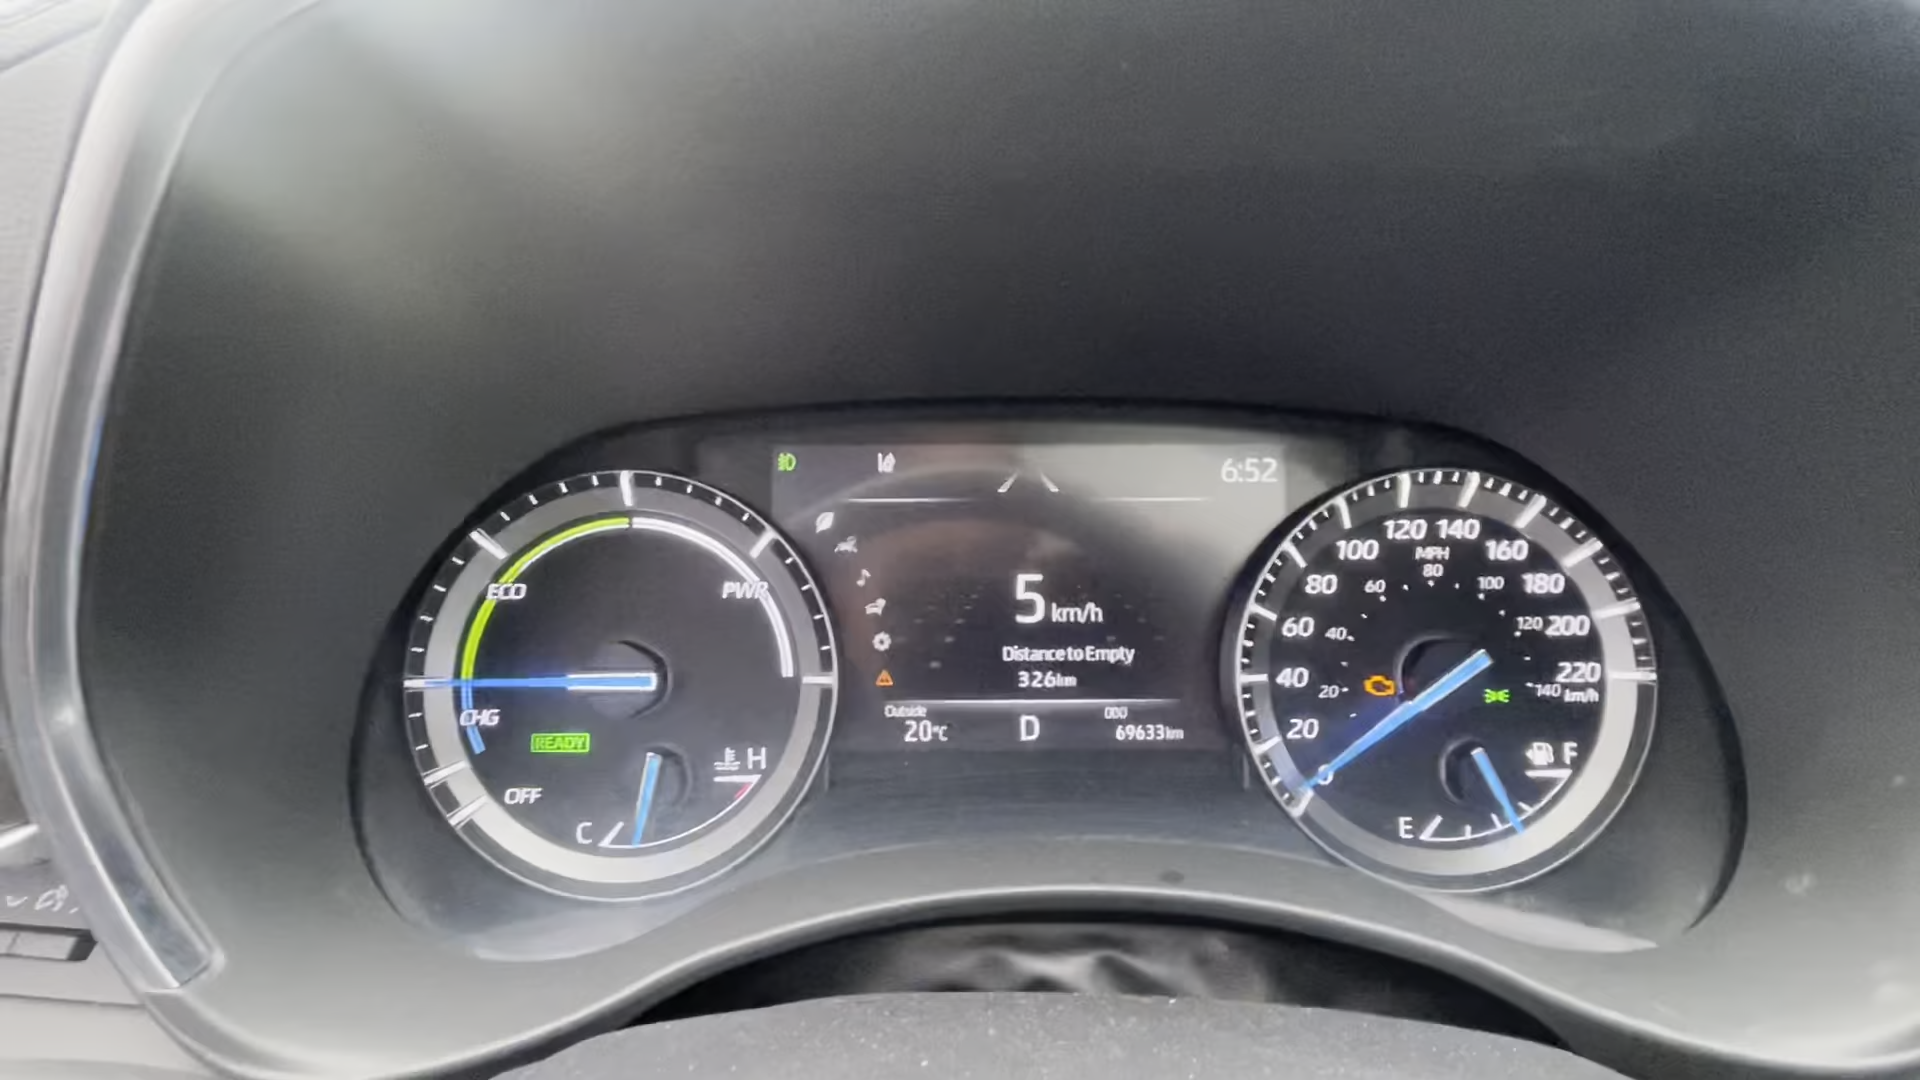 6:52
ECO
PWR
CHG
READY
OFF
C
H
5 km/h
Distance to Empty
326km
Outside
20°C
D
ODO
69633km
0
20
40
60
80
100
120
140
160
180
200
220
km/h
MPH
20
40
60
80
100
120
140
E
F